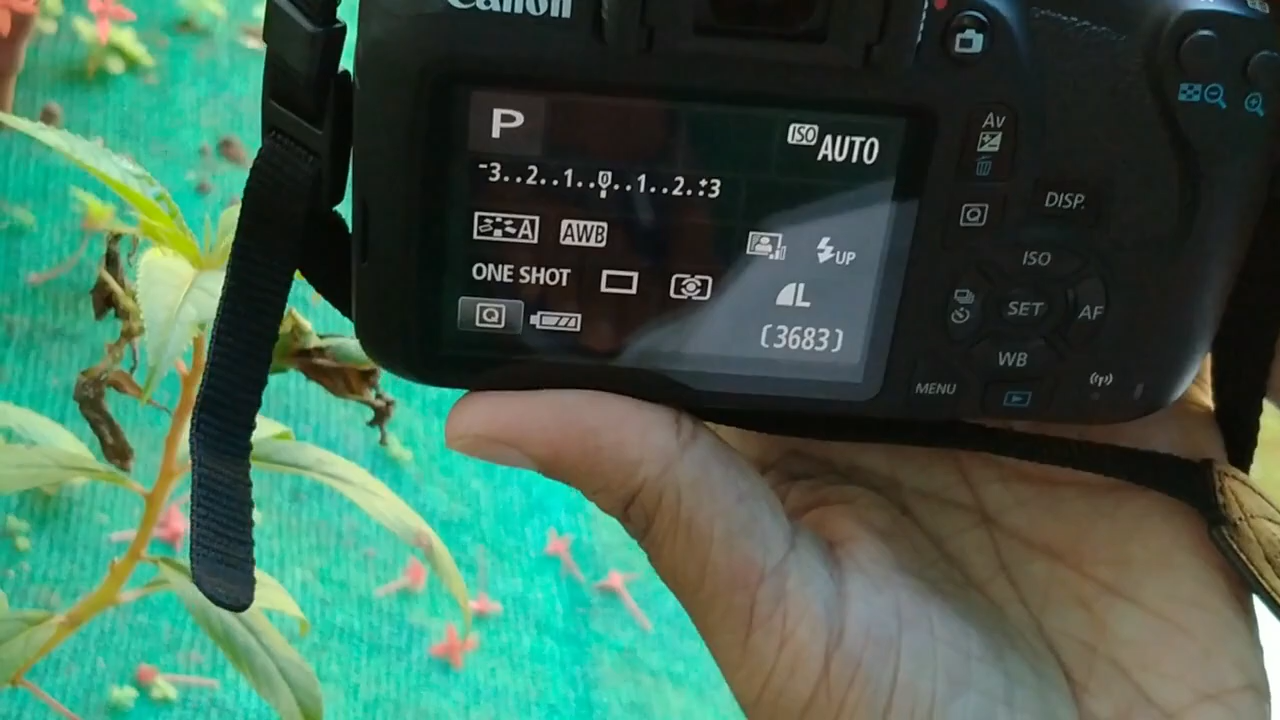 Canon
P
ISO AUTO
-3..2..1..0..1..2.:+3
A AWB
UP
ONE SHOT
L
Q
(3683)
Av
Q
DISP.
ISO
SET
AF
WB
MENU